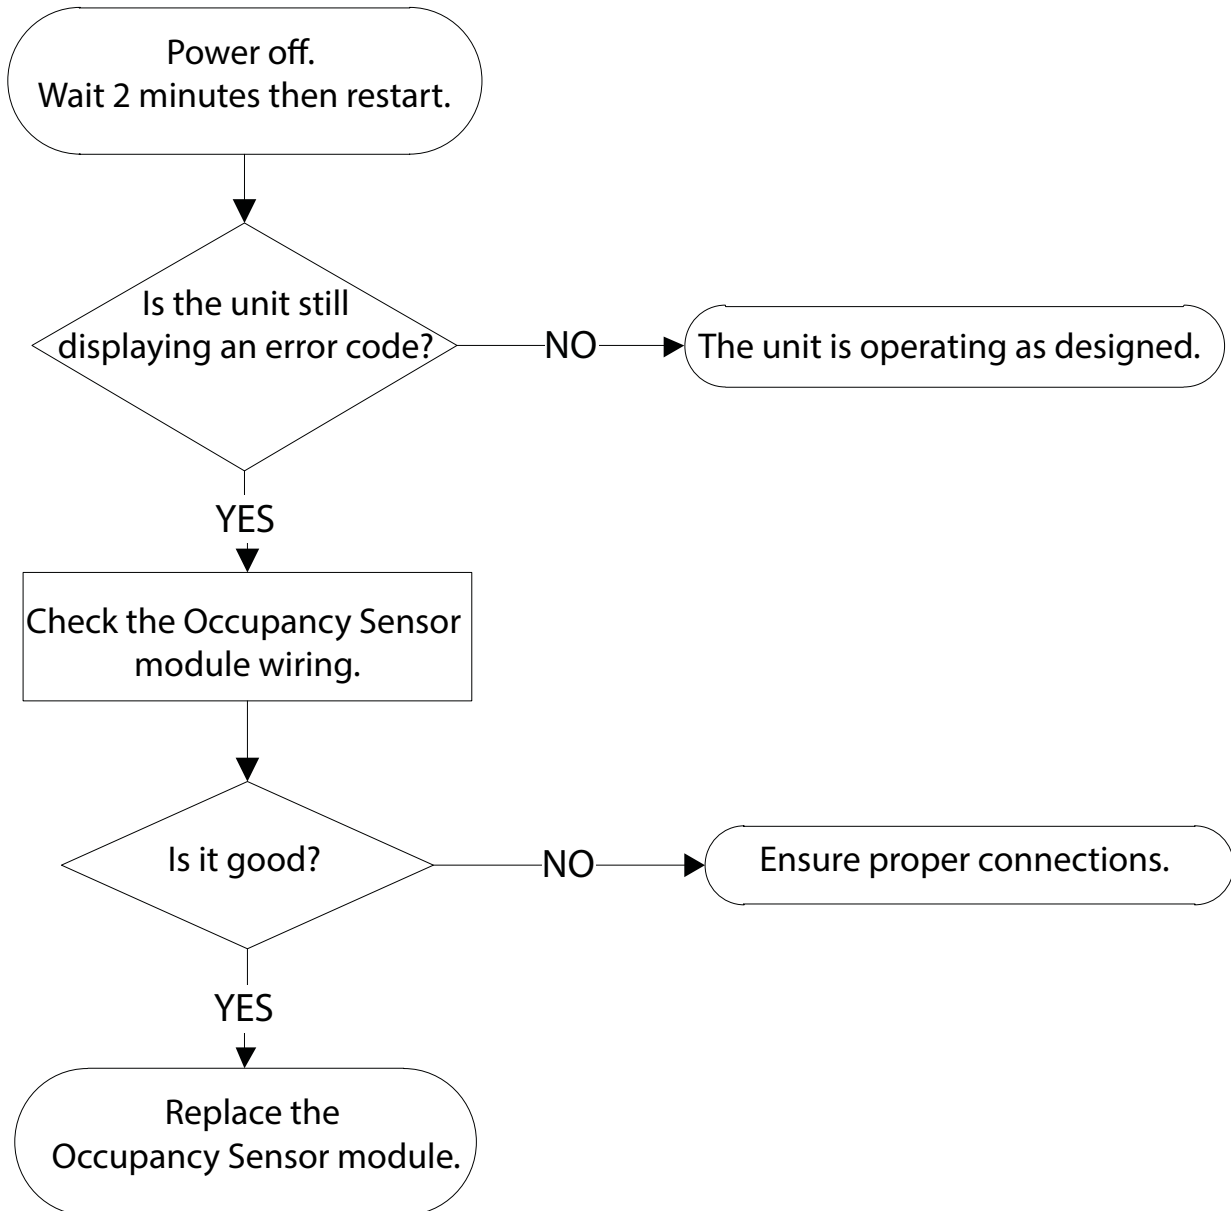 Power off.
Wait 2 minutes then restart.
Is the unit still
displaying an error code?
NO
The unit is operating as designed.
YES
Check the Occupancy Sensor
module wiring.
Is it good?
NO
Ensure proper connections.
YES
Replace the
Occupancy Sensor module.